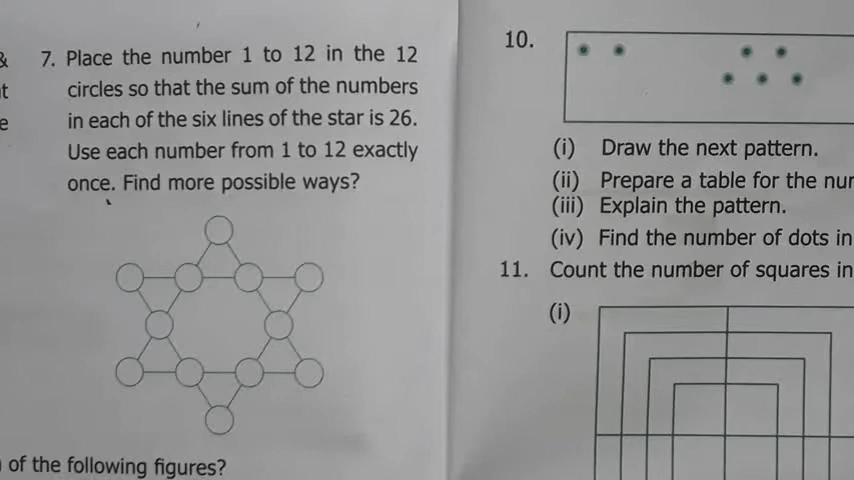 &
7. Place the number 1 to 12 in the 12
circles so that the sum of the numbers
in each of the six lines of the star is 26.
Use each number from 1 to 12 exactly
once. Find more possible ways?
of the following figures?
10.
(i) Draw the next pattern.
(ii) Prepare a table for the
(iii) Explain the pattern.
(iv) Find the number of dots in
11. Count the number of squares in
(i)